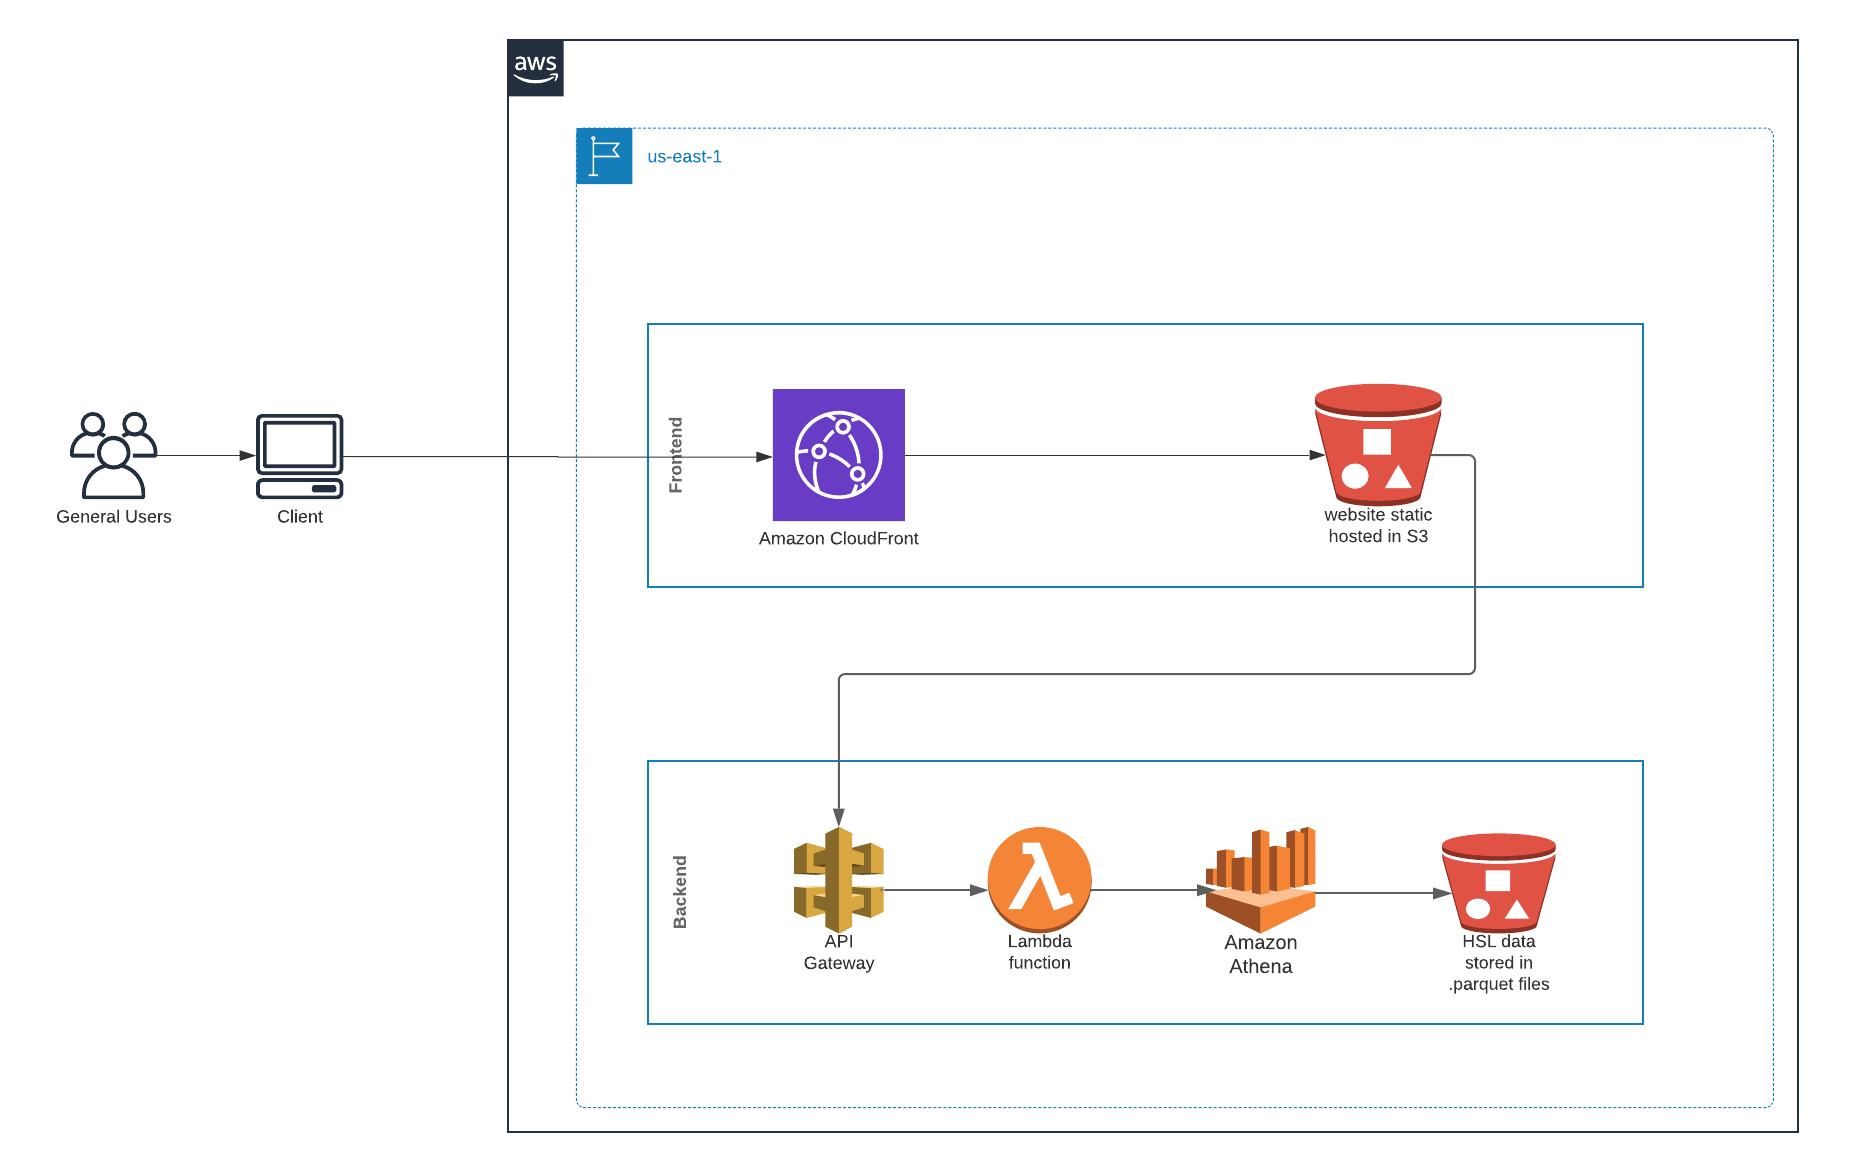 aws
us-east-1
Frontend
General Users
Client
Amazon CloudFront
website static
hosted in S3
Backend
API
Gateway
Lambda
function
Amazon
Athena
HSL data
stored in
.parquet files